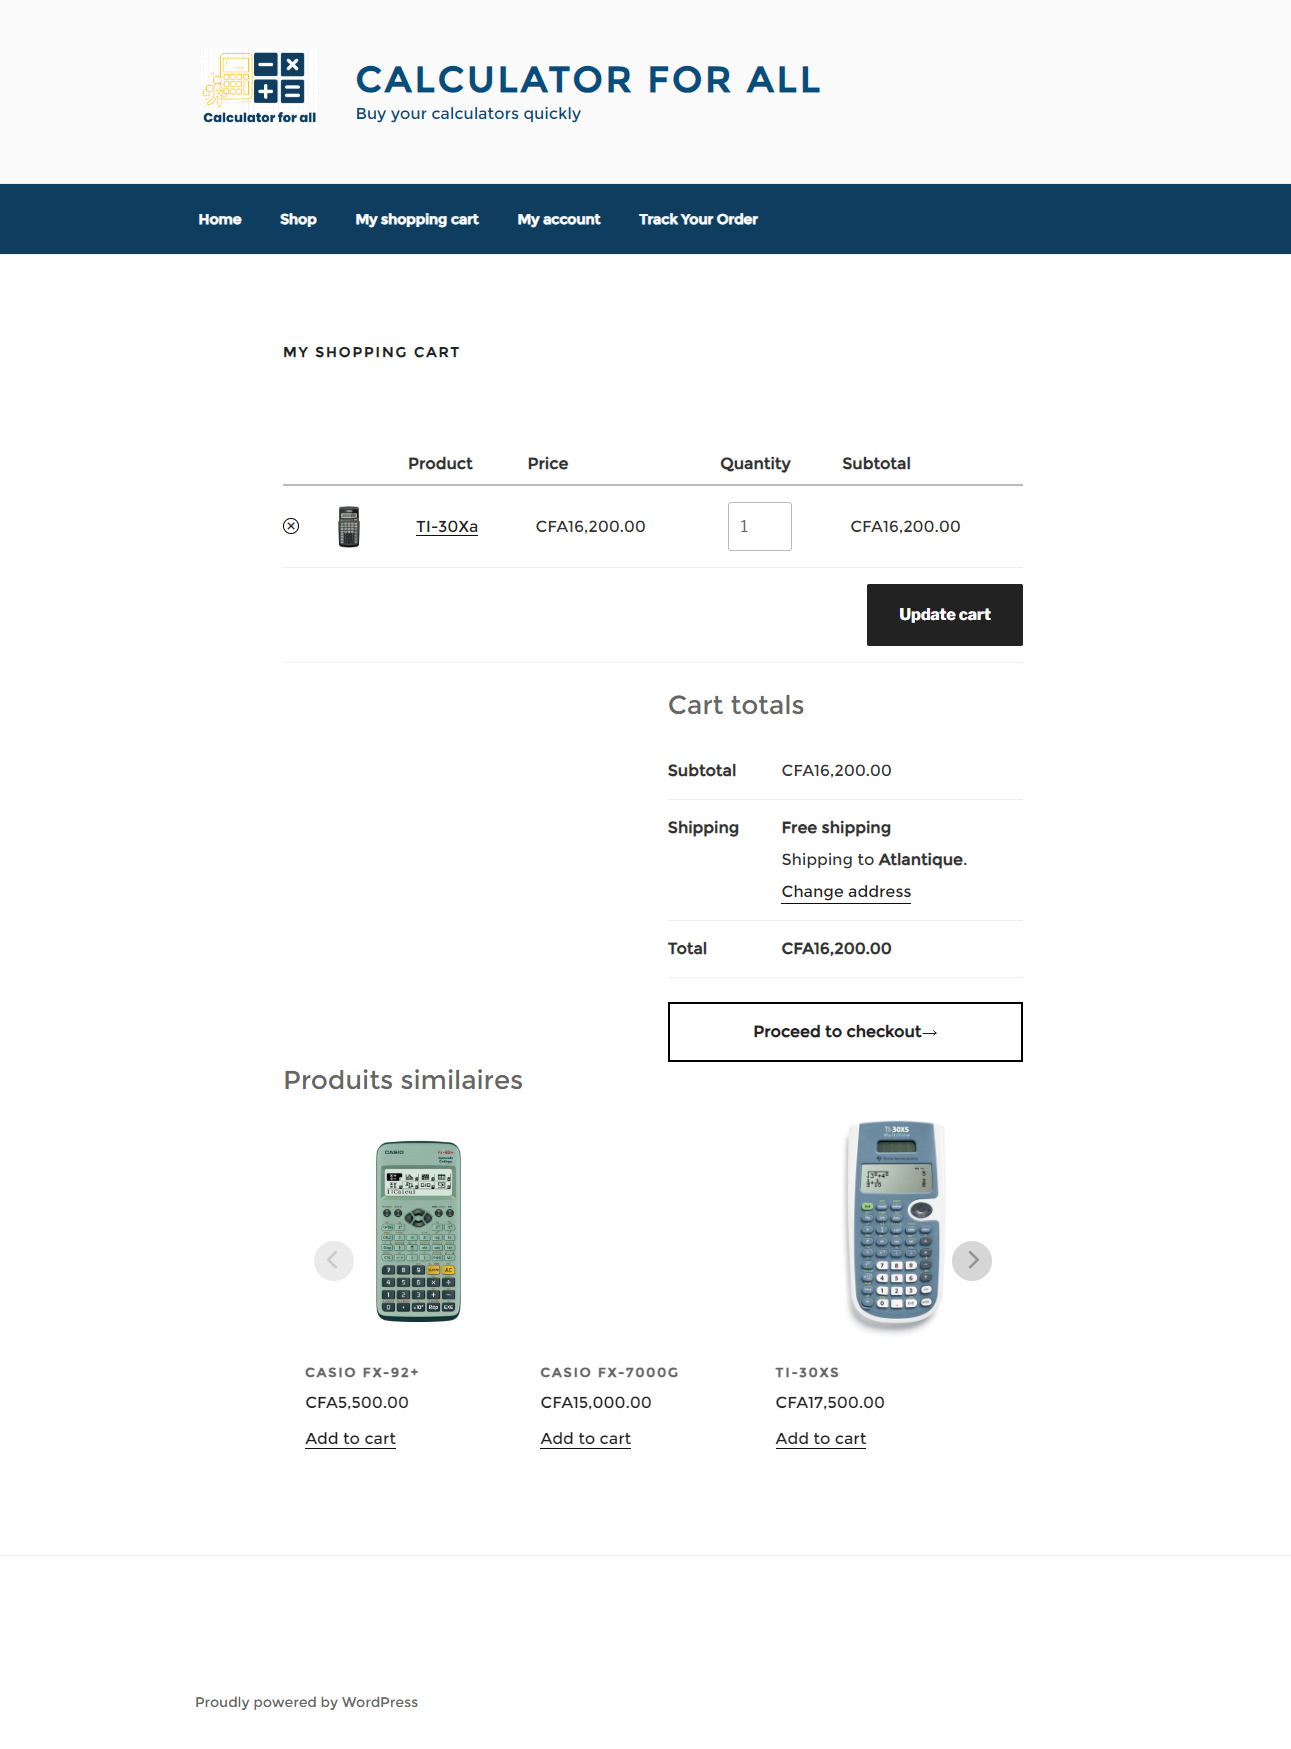 Calculator for all
CALCULATOR FOR ALL
Buy your calculators quickly
Home Shop My shopping cart My account Track Your Order
MY SHOPPING CART
Product Price Quantity Subtotal
TI-30Xa CFA16,200.00 1 CFA16,200.00
Update cart
Cart totals
Subtotal CFA16,200.00
Shipping Free shipping
Shipping to Atlantique.
Change address
Total CFA16,200.00
Proceed to checkout→
Produits similaires
CASIO
TI-30XS
CASIO FX-92+ CASIO FX-7000G TI-30XS
CFA5,500.00 CFA15,000.00 CFA17,500.00
Add to cart Add to cart Add to cart
Proudly powered by WordPress